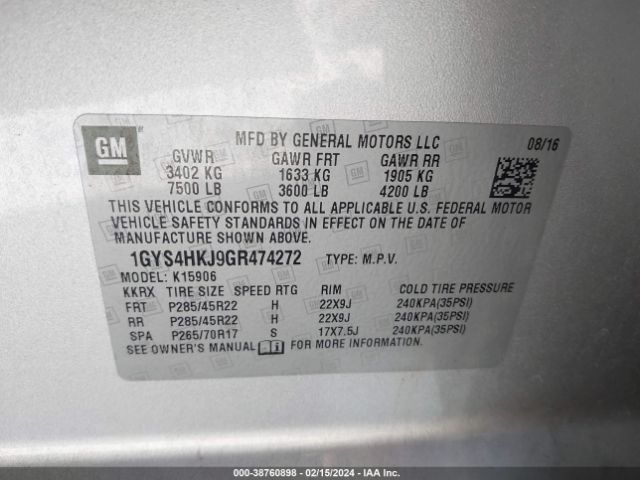 GM
MFD BY GENERAL MOTORS LLC 08/16
GVWR GAWR FRT GAWR RR
3402 KG 1633 KG 1905 KG
7500 LB 3600 LB 4200 LB
THIS VEHICLE CONFORMS TO ALL APPLICABLE U.S. FEDERAL MOTOR
VEHICLE SAFETY STANDARDS IN EFFECT ON THE DATE OF
MANUFACTURE SHOWN ABOVE.
1GYS4HKJ9GR474272 TYPE: M.P.V.
MODEL: K15906
KKRX TIRE SIZE SPEED RTG RIM COLD TIRE PRESSURE
FRT P285/45R22 H 22X9J 240KPA(35PSI)
RR P285/45R22 H 22X9J 240KPA(35PSI)
SPA P265/70R17 S 17X7.5J 240KPA(35PSI)
SEE OWNER'S MANUAL FOR MORE INFORMATION.
000-38760898 - 02/15/2024 - IAA Inc.